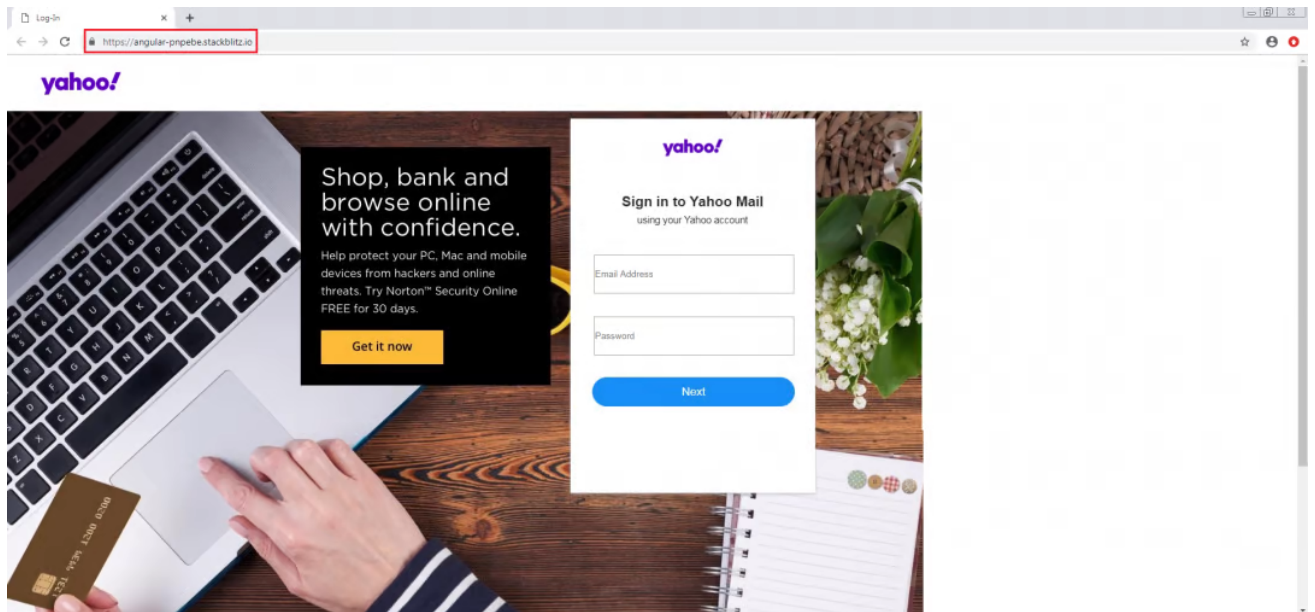 Log-In
https://angular-pnpebe.stackblitz.io
yahoo!
Shop, bank and
browse online
with confidence.
Help protect your PC, Mac and mobile
devices from hackers and online
threats. Try Norton™ Security Online
FREE for 30 days.
Get it now
yahoo!
Sign in to Yahoo Mail
using your Yahoo account
Email Address
Password
Next